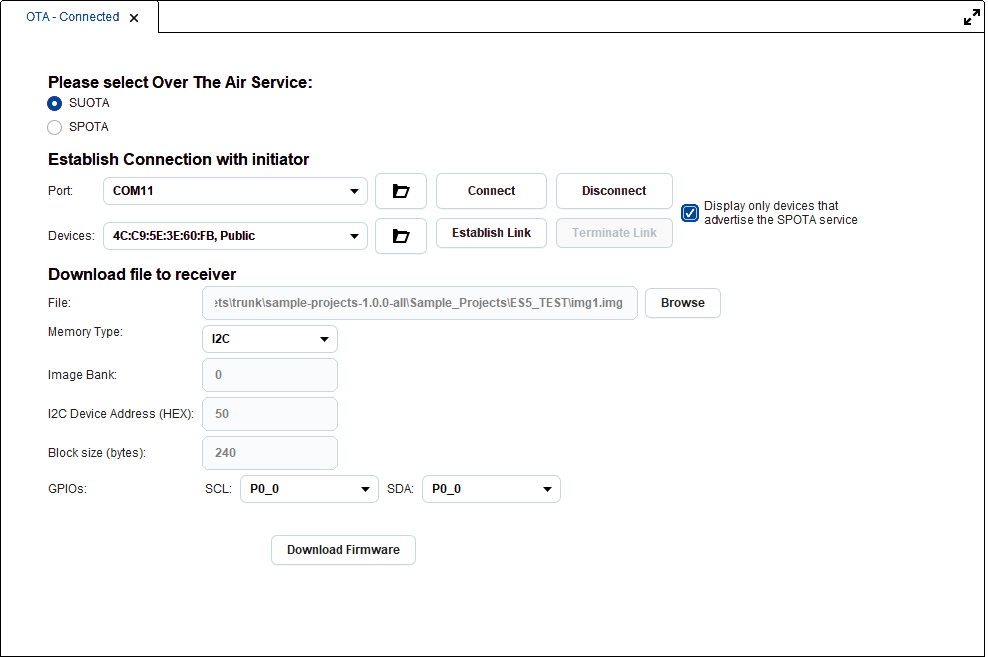 OTA - Connected
Please select Over The Air Service:
SUOTA
SPOTA
Establish Connection with initiator
Port: COM11 Connect Disconnect
Display only devices that
advertise the SPOTA service
Devices: 4C:C9:5E:3E:60:FB, Public Establish Link Terminate Link
Download file to receiver
File: ets\trunk\sample-projects-1.0.0-all\Sample_Projects\ES5_TEST\img1.img Browse
Memory Type: I2C
Image Bank: 0
I2C Device Address (HEX): 50
Block size (bytes): 240
GPIOs: SCL: P0_0 SDA: P0_0
Download Firmware